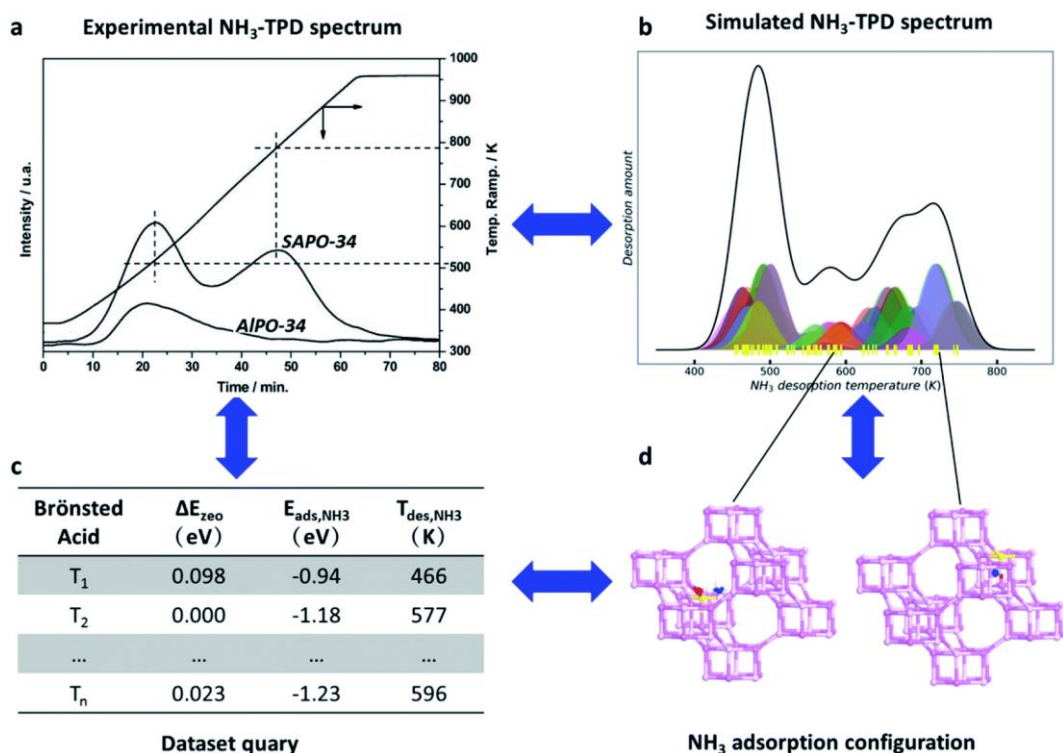 a
Experimental NH₃-TPD spectrum
Intensity / u.a.
1000
900
800
700
600
500
400
300
Temp. Ramp. / K
SAPO-34
AlPO-34
0 10 20 30 40 50 60 70 80
Time / min.
b
Simulated NH₃-TPD spectrum
Desorption amount
400 500 600 700 800
NH₃ desorption temperature (K)
c
Brönsted Acid ΔE_zeo (eV) E_ads,NH3 (eV) T_des,NH3 (K)
T₁ 0.098 -0.94 466
T₂ 0.000 -1.18 577
... ... ... ...
Tₙ 0.023 -1.23 596
Dataset quary
d
NH₃ adsorption configuration